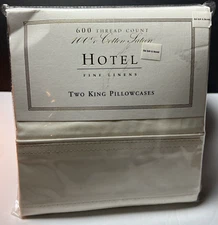 600 THREAD COUNT
100% Cotton Sateen
HOTEL
FINE LINENS
TWO KING PILLOWCASES